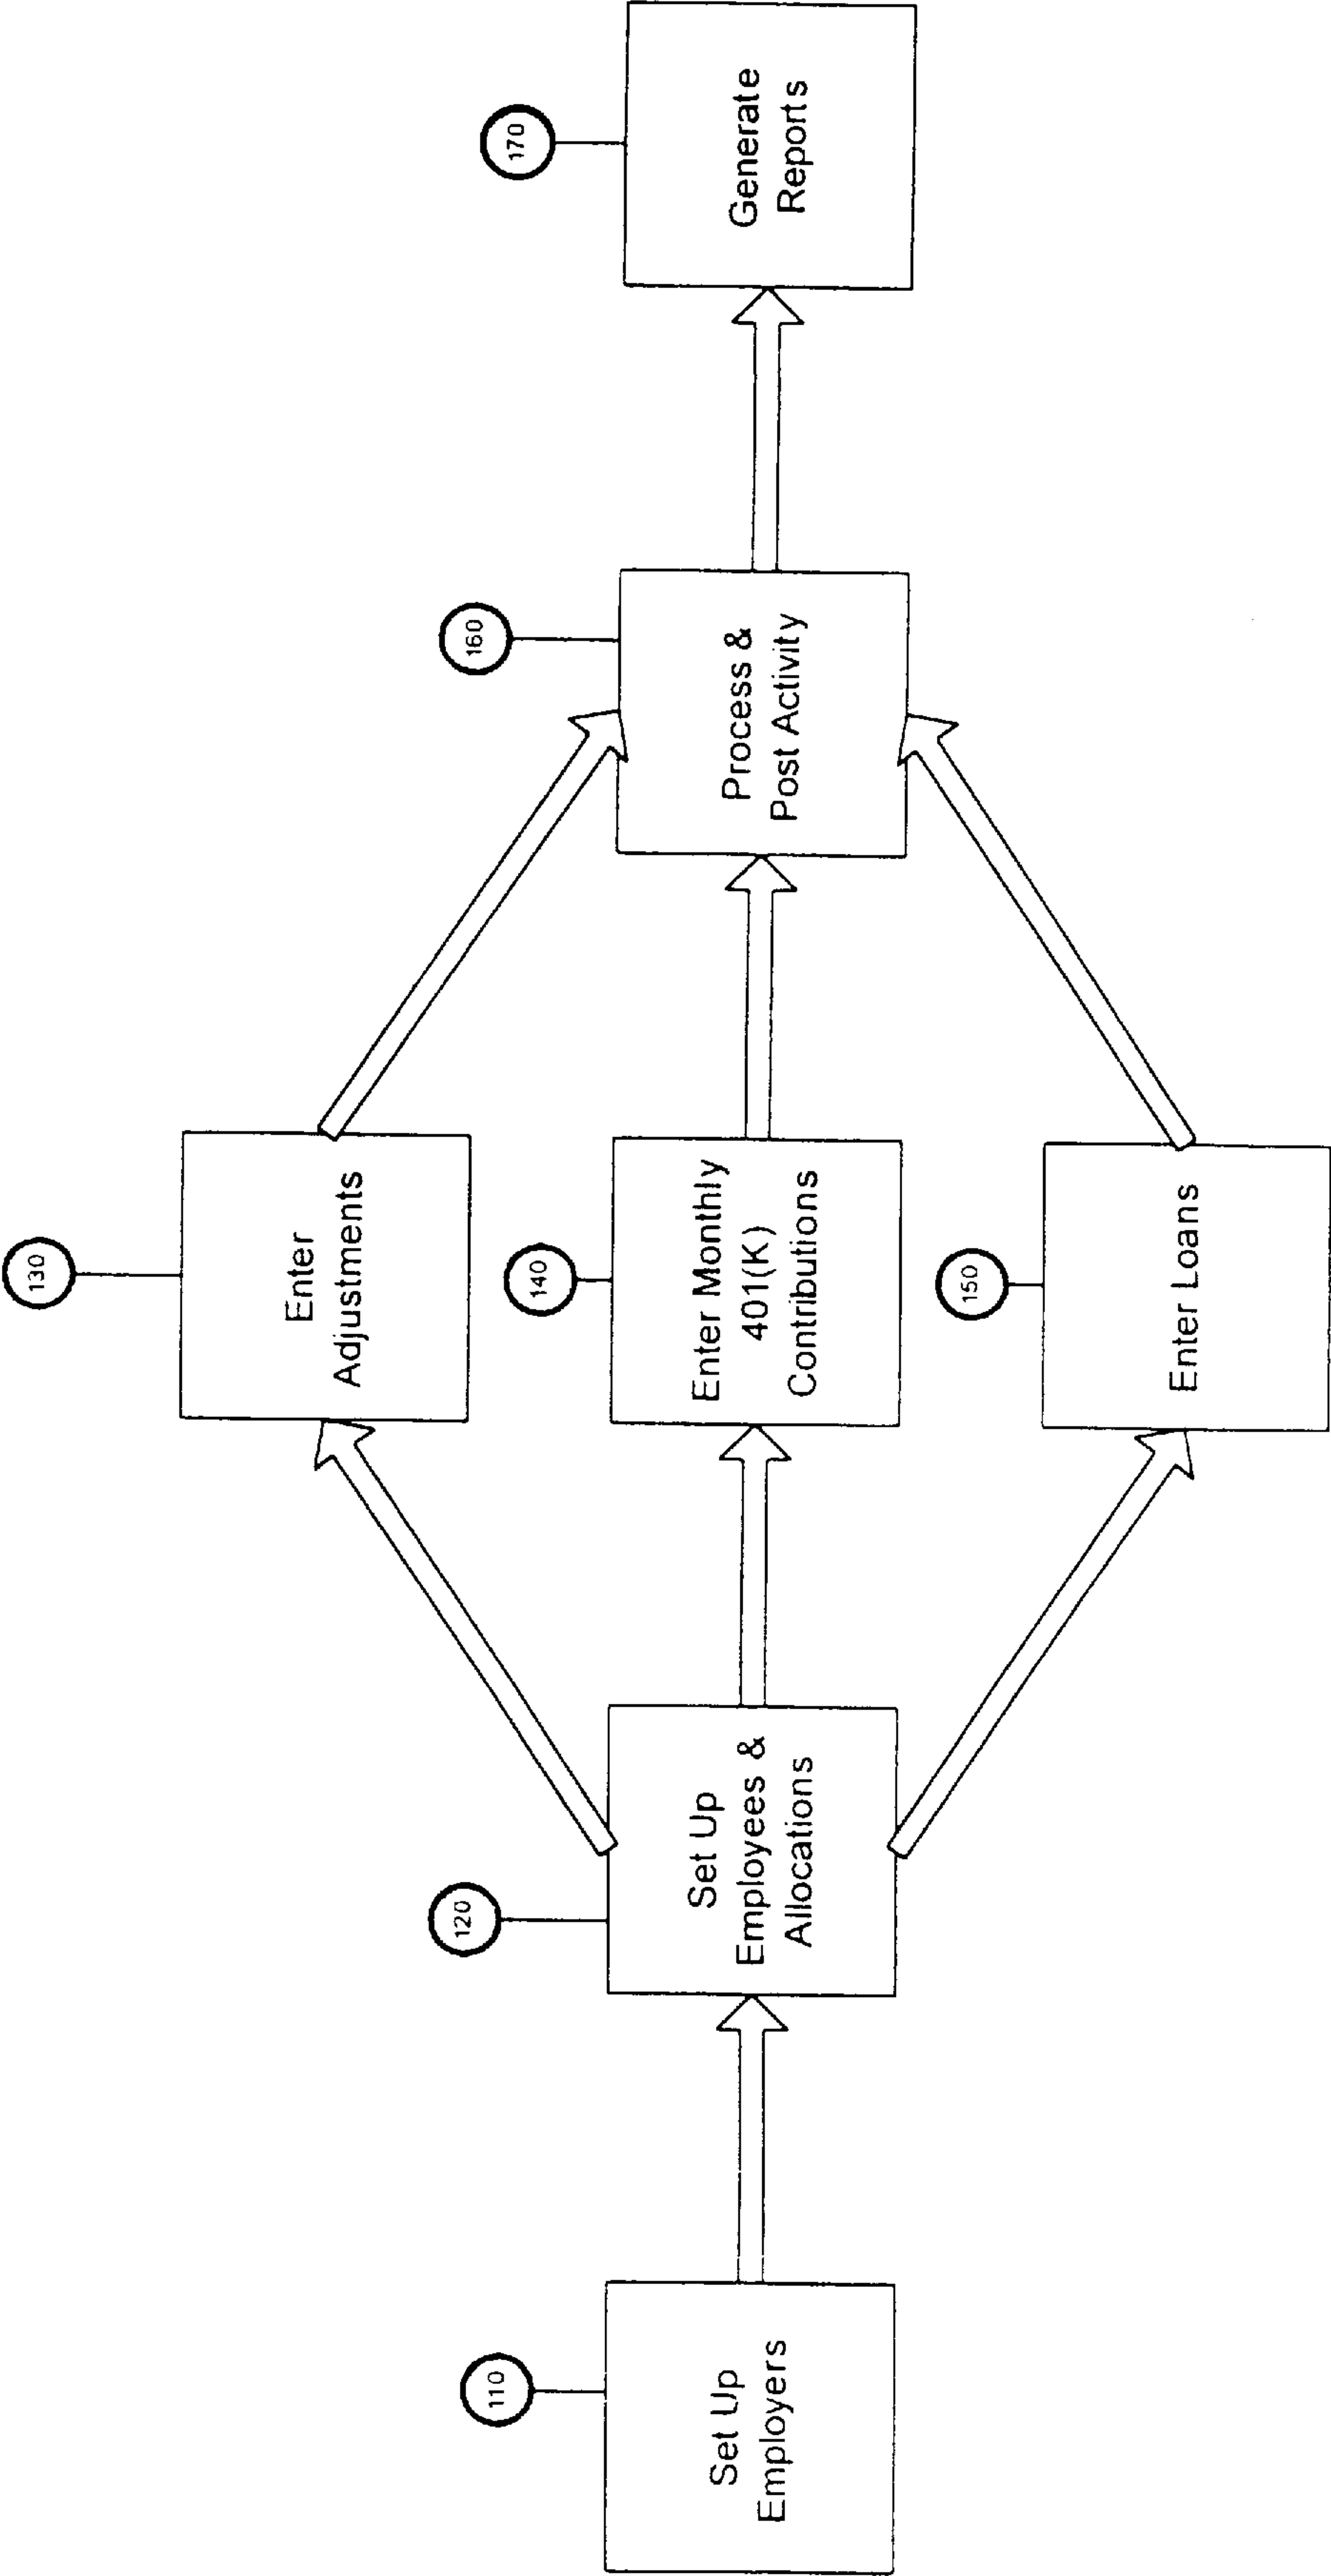 110
Set Up
Employers
120
Set Up
Employees &
Allocations
130
Enter
Adjustments
140
Enter Monthly
401(K)
Contributions
150
Enter Loans
160
Process &
Post Activity
170
Generate
Reports